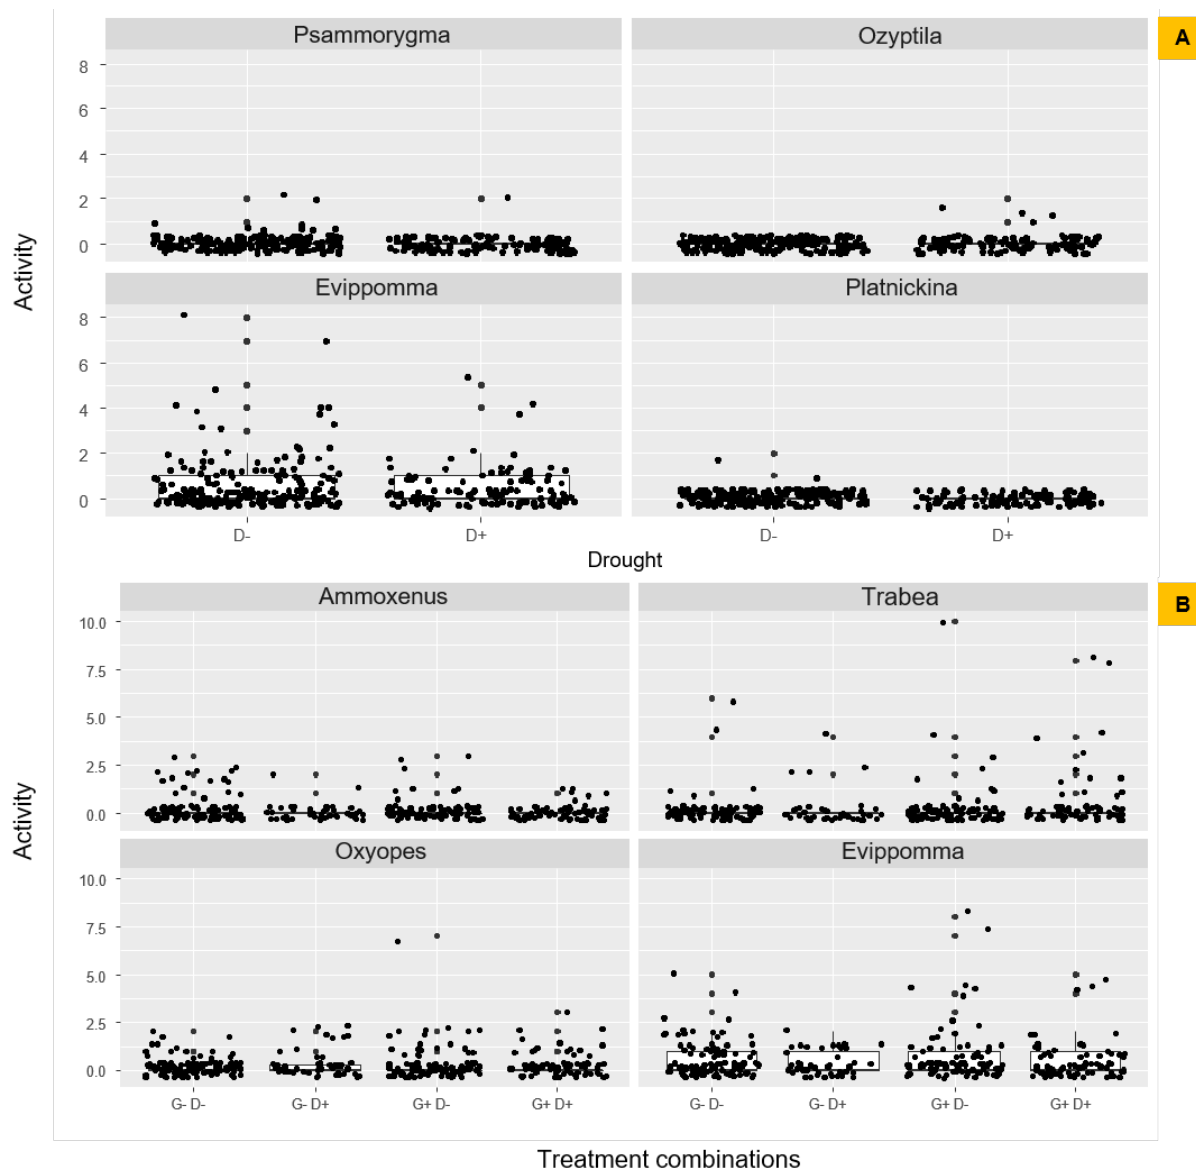 Psammorygma Ozyptila A
8 6 4 2 0
Activity
Evippomma Platnickina
8 6 4 2 0
D- D+ D- D+
Drought
Ammoxenus Trabea B
10.0 7.5 5.0 2.5 0.0
Activity
Oxyopes Evippomma
10.0 7.5 5.0 2.5 0.0
G- D- G- D+ G+ D- G+ D+ G- D- G- D+ G+ D- G+ D+
Treatment combinations